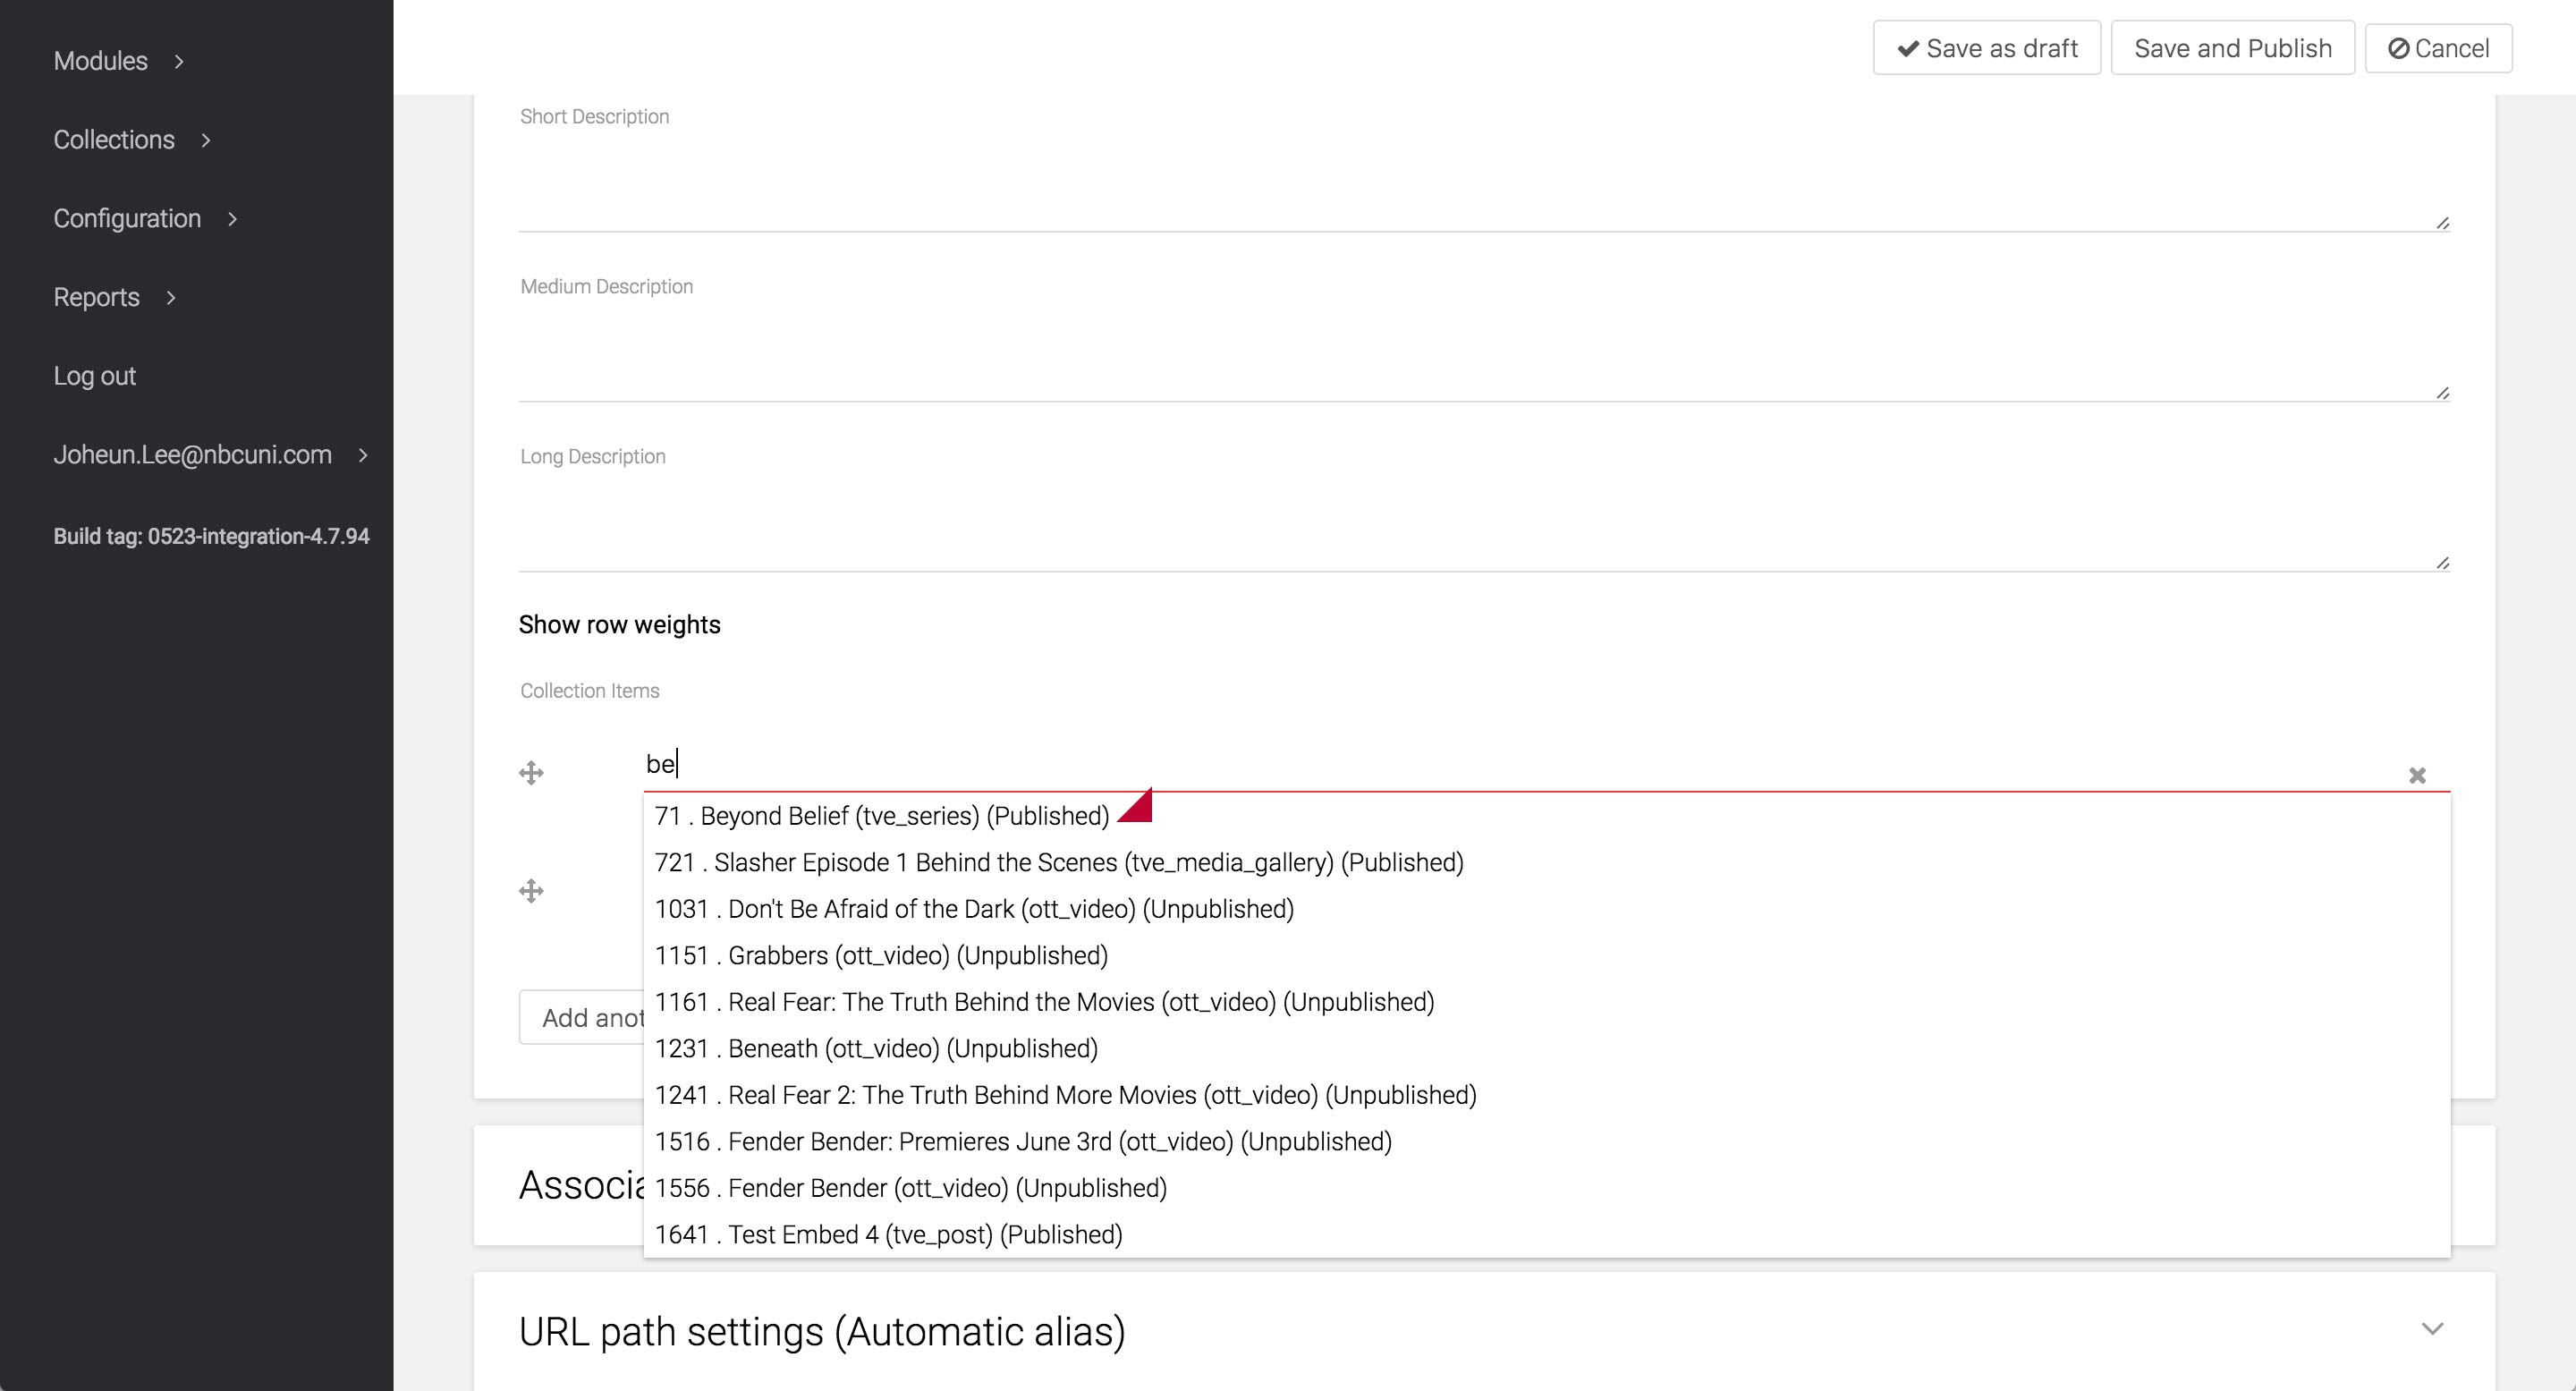 Modules
Collections
Configuration
Reports
Log out
Joheun.Lee@nbcuni.com
Build tag: 0523-integration-4.7.94
Save as draft
Save and Publish
Cancel
Short Description
Medium Description
Long Description
Show row weights
Collection Items
be
71 . Beyond Belief (tve_series) (Published)
721 . Slasher Episode 1 Behind the Scenes (tve_media_gallery) (Published)
1031 . Don't Be Afraid of the Dark (ott_video) (Unpublished)
1151 . Grabbers (ott_video) (Unpublished)
1161 . Real Fear: The Truth Behind the Movies (ott_video) (Unpublished)
1231 . Beneath (ott_video) (Unpublished)
1241 . Real Fear 2: The Truth Behind More Movies (ott_video) (Unpublished)
1516 . Fender Bender: Premieres June 3rd (ott_video) (Unpublished)
1556 . Fender Bender (ott_video) (Unpublished)
1641 . Test Embed 4 (tve_post) (Published)
Add anot
Associa
URL path settings (Automatic alias)